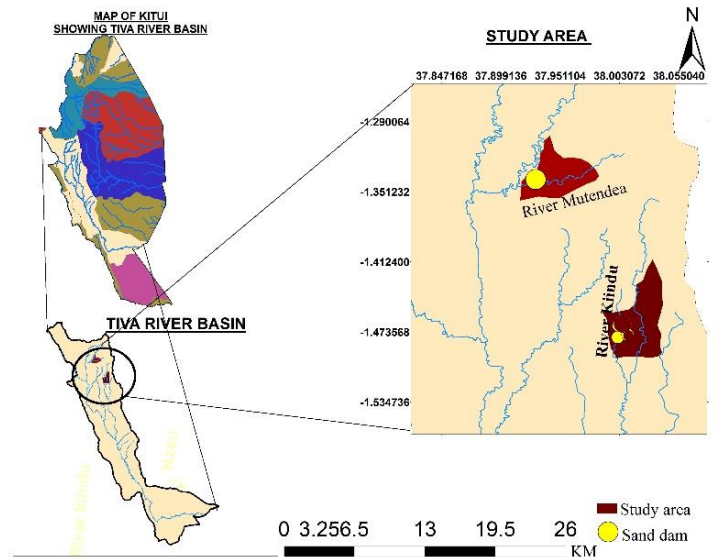 MAP OF KITUI
SHOWING TIVA RIVER BASIN
STUDY AREA
N
37.847168 37.899136 37.951104 38.003072 38.055040
-1.290064
-1.351232
-1.412400
-1.473568
-1.534736
River Mutendea
River Kiindu
TIVA RIVER BASIN
River Kiindu
Study area
Sand dam
0 3.256.5 13 19.5 26
KM